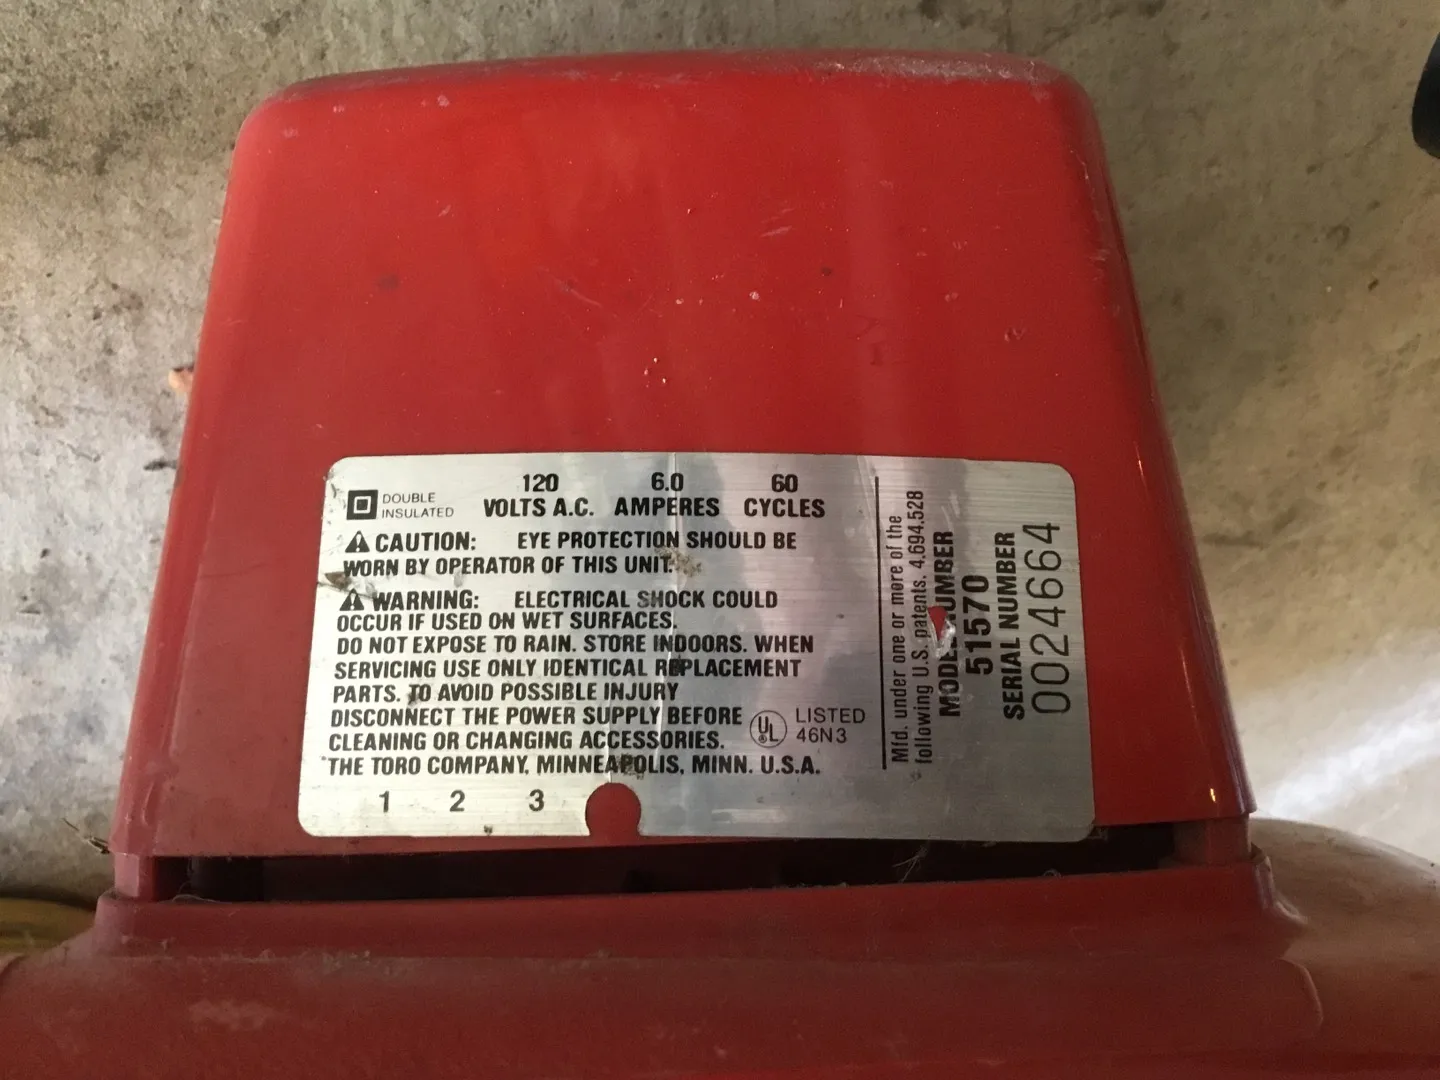 DOUBLE
INSULATED
120
VOLTS A.C.
6.0
AMPERES
60
CYCLES
CAUTION: EYE PROTECTION SHOULD BE
WORN BY OPERATOR OF THIS UNIT.
WARNING: ELECTRICAL SHOCK COULD
OCCUR IF USED ON WET SURFACES.
DO NOT EXPOSE TO RAIN. STORE INDOORS. WHEN
SERVICING USE ONLY IDENTICAL REPLACEMENT
PARTS. TO AVOID POSSIBLE INJURY
DISCONNECT THE POWER SUPPLY BEFORE
CLEANING OR CHANGING ACCESSORIES.
THE TORO COMPANY, MINNEAPOLIS, MINN. U.S.A.
UL
LISTED
46N3
1 2 3
Mfd. under one or more of the
following U.S. patents. 4,694,528
MODEL NUMBER
51570
SERIAL NUMBER
0024664